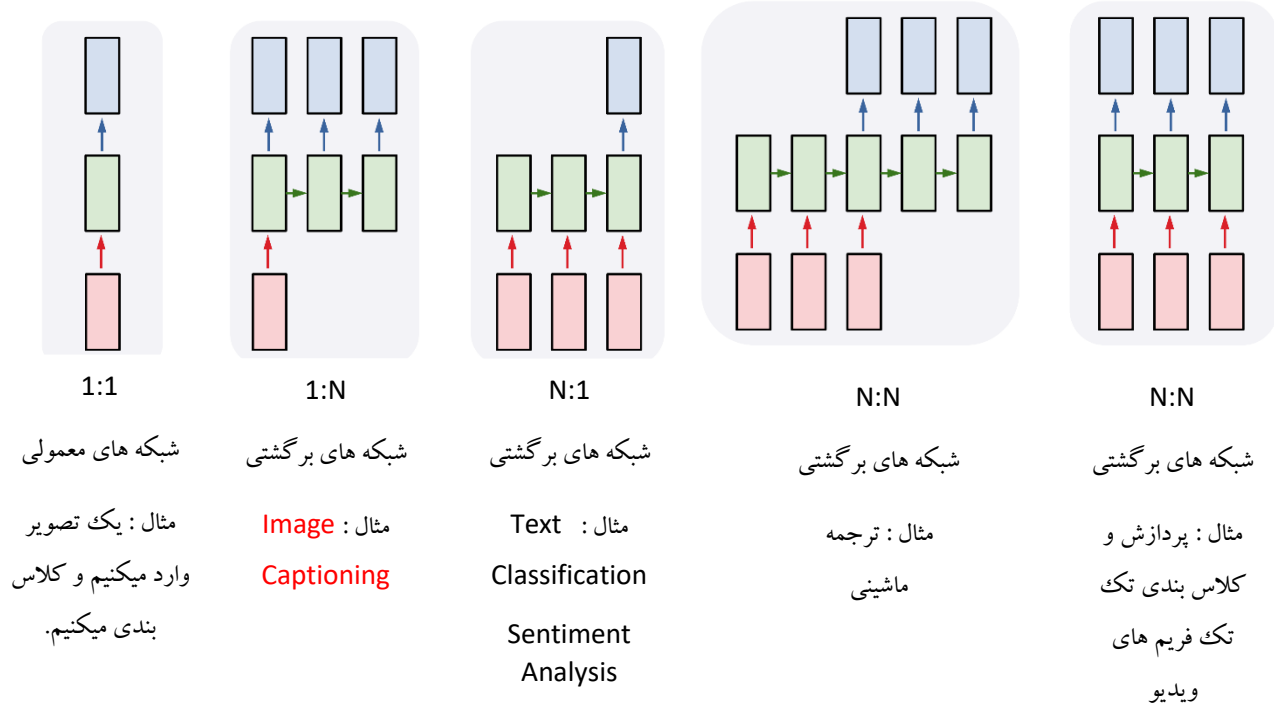 1:1
شبکه های معمولی
مثال : یک تصویر
وارد میکنیم و کلاس
بندی میکنیم.
1:N
شبکه های برگشتی
مثال : Image
Captioning
N:1
شبکه های برگشتی
مثال : Text
Classification
Sentiment
Analysis
N:N
شبکه های برگشتی
مثال : ترجمه
ماشینی
N:N
شبکه های برگشتی
مثال : پردازش و
کلاس بندی تک
تک فریم های
ویدیو